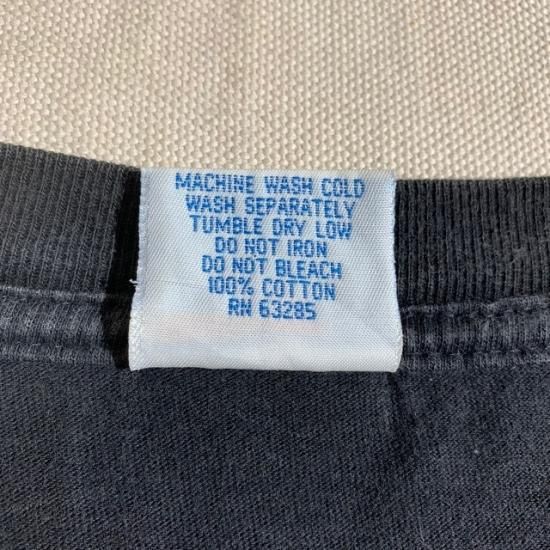 MACHINE WASH COLD
WASH SEPARATELY
TUMBLE DRY LOW
DO NOT IRON
DO NOT BLEACH
100% COTTON
RN 63285